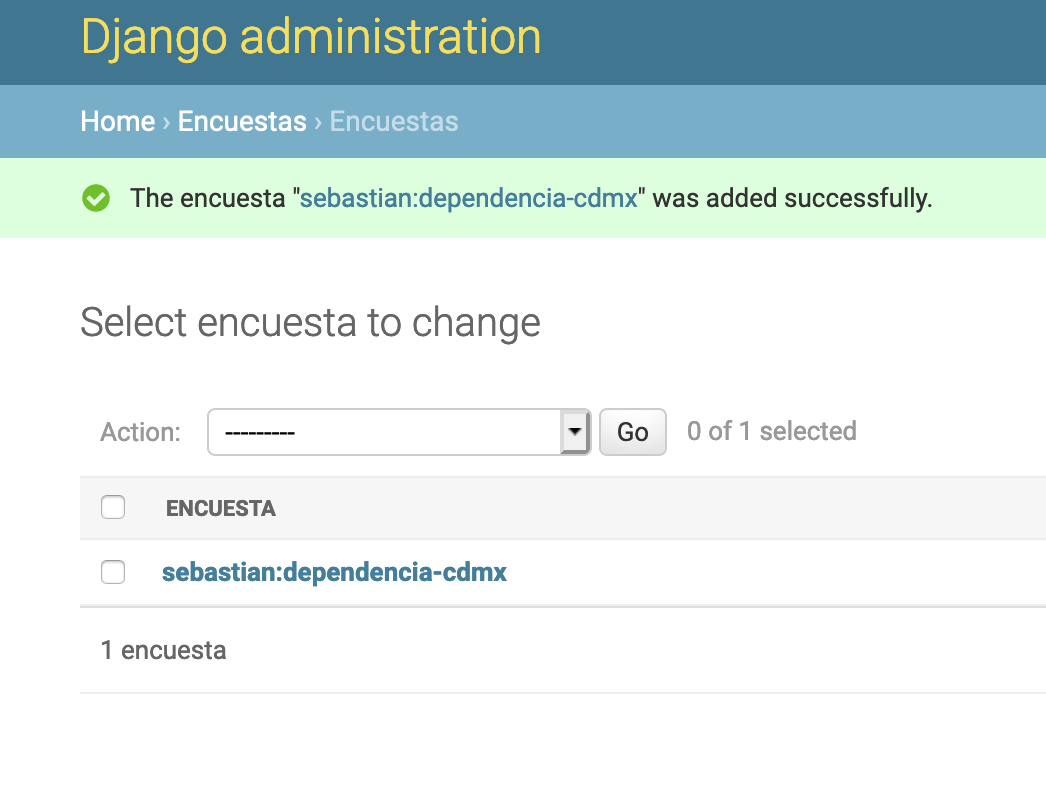 Django administration
Home › Encuestas › Encuestas
The encuesta "sebastian:dependencia-cdmx" was added successfully.
Select encuesta to change
Action: --------- Go 0 of 1 selected
ENCUESTA
sebastian:dependencia-cdmx
1 encuesta